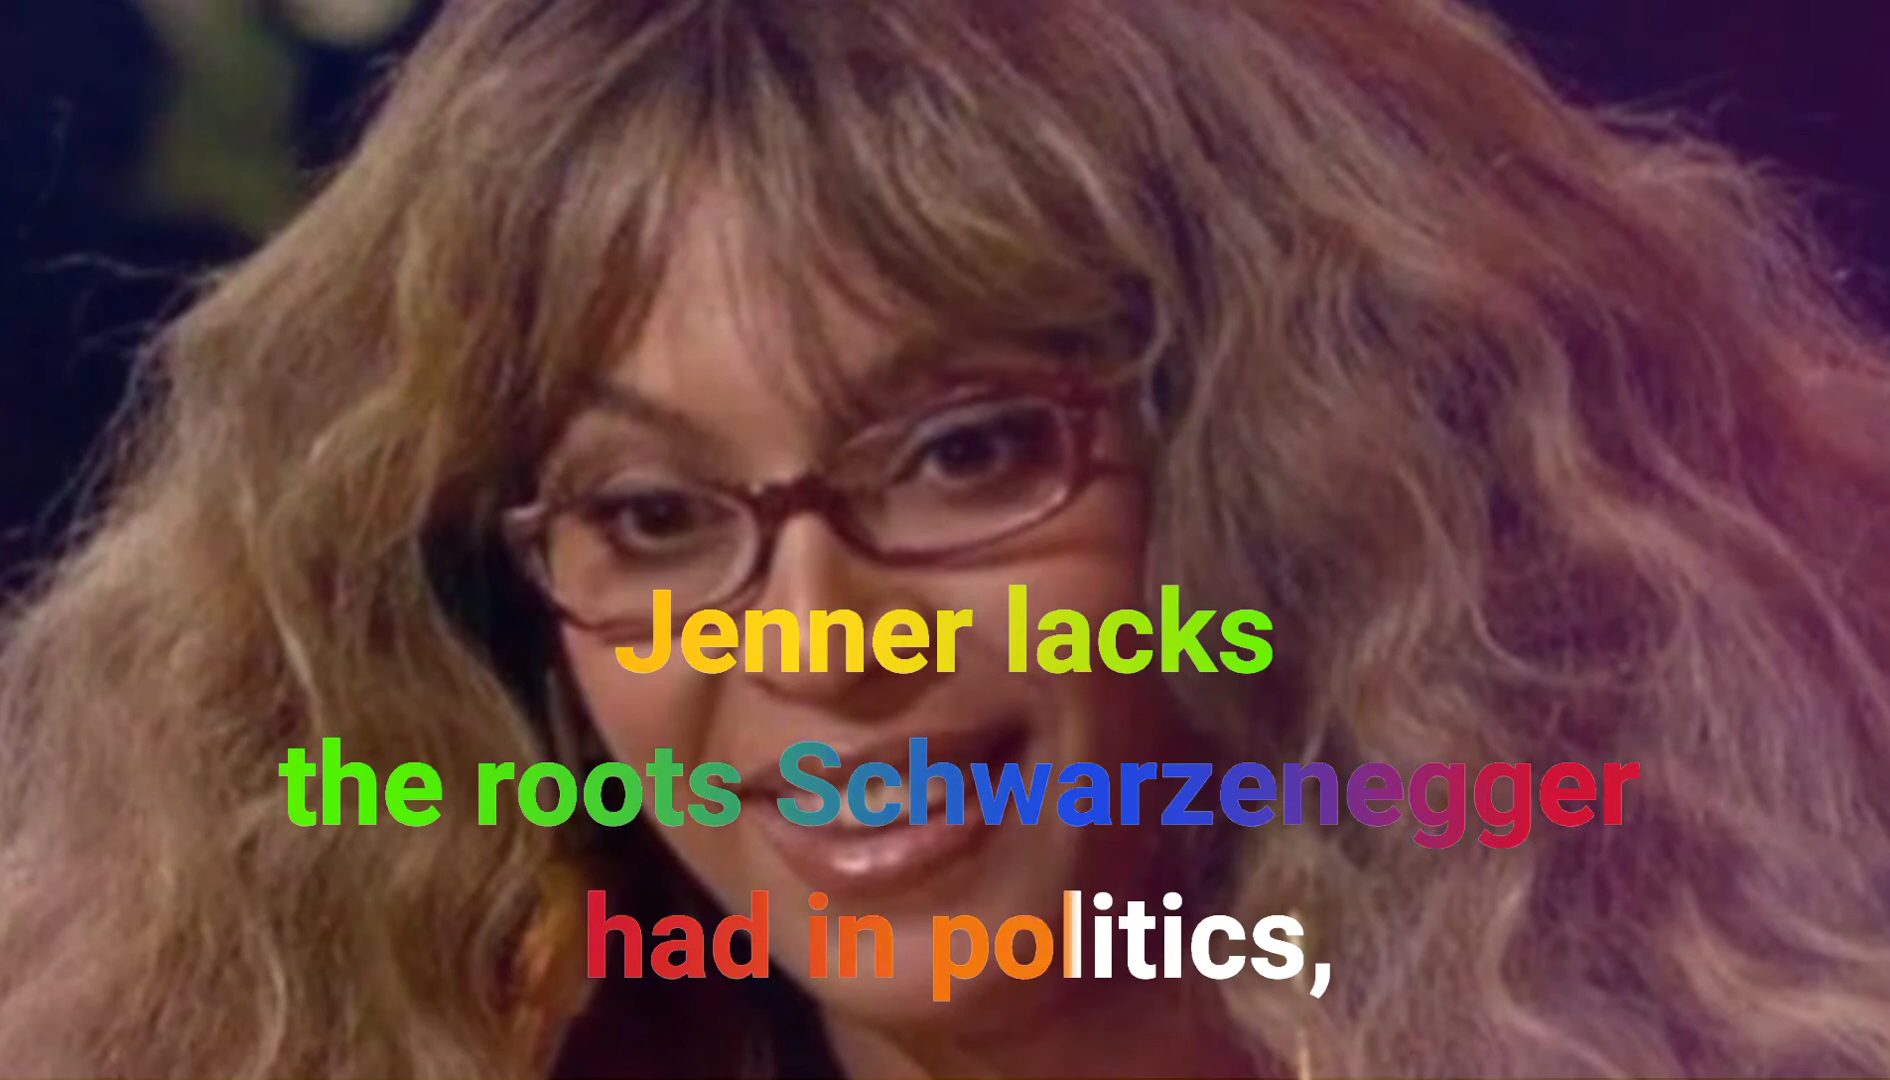 Jenner lacks
the roots Schwarzenegger
had in politics,